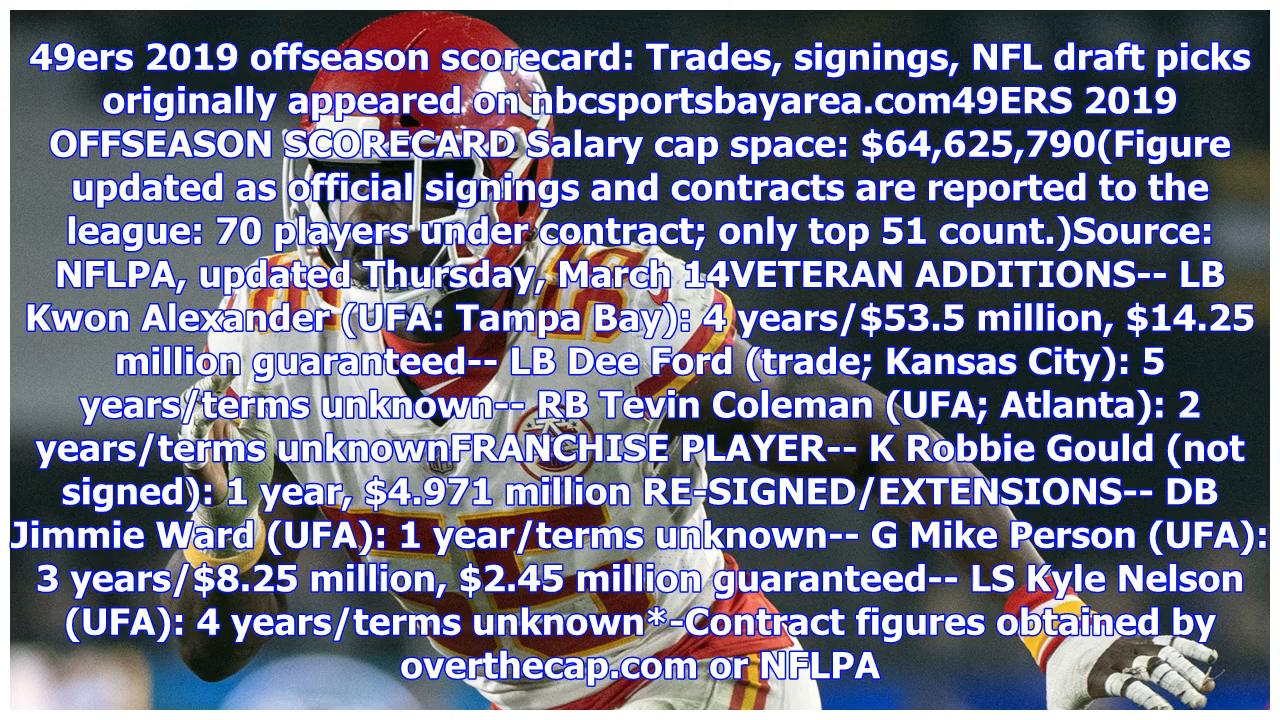 49ers 2019 offseason scorecard: Trades, signings, NFL draft picks
originally appeared on nbcsportsbayarea.com49ERS 2019
OFFSEASON SCORECARD Salary cap space: $64,625,790(Figure
updated as official signings and contracts are reported to the
league: 70 players under contract; only top 51 count.)Source:
NFLPA, updated Thursday, March 14VETERAN ADDITIONS-- LB
Kwon Alexander (UFA: Tampa Bay): 4 years/$53.5 million, $14.25
million guaranteed-- LB Dee Ford (trade; Kansas City): 5
years/terms unknown-- RB Tevin Coleman (UFA; Atlanta): 2
years/terms unknownFRANCHISE PLAYER-- K Robbie Gould (not
signed): 1 year, $4.971 million RE-SIGNED/EXTENSIONS-- DB
Jimmie Ward (UFA): 1 year/terms unknown-- G Mike Person (UFA):
3 years/$8.25 million, $2.45 million guaranteed-- LS Kyle Nelson
(UFA): 4 years/terms unknown*-Contract figures obtained by
overthecap.com or NFLPA
55